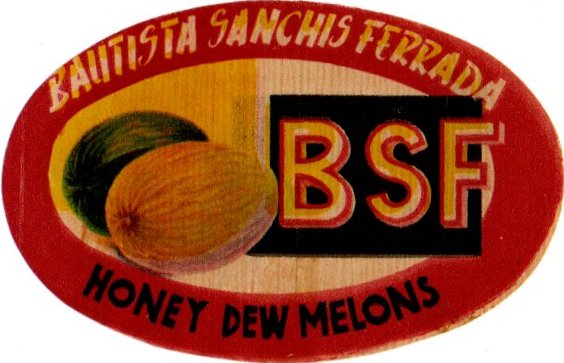 BAUTISTA SANCHIS FERRADA
BSF
HONEY DEW MELONS